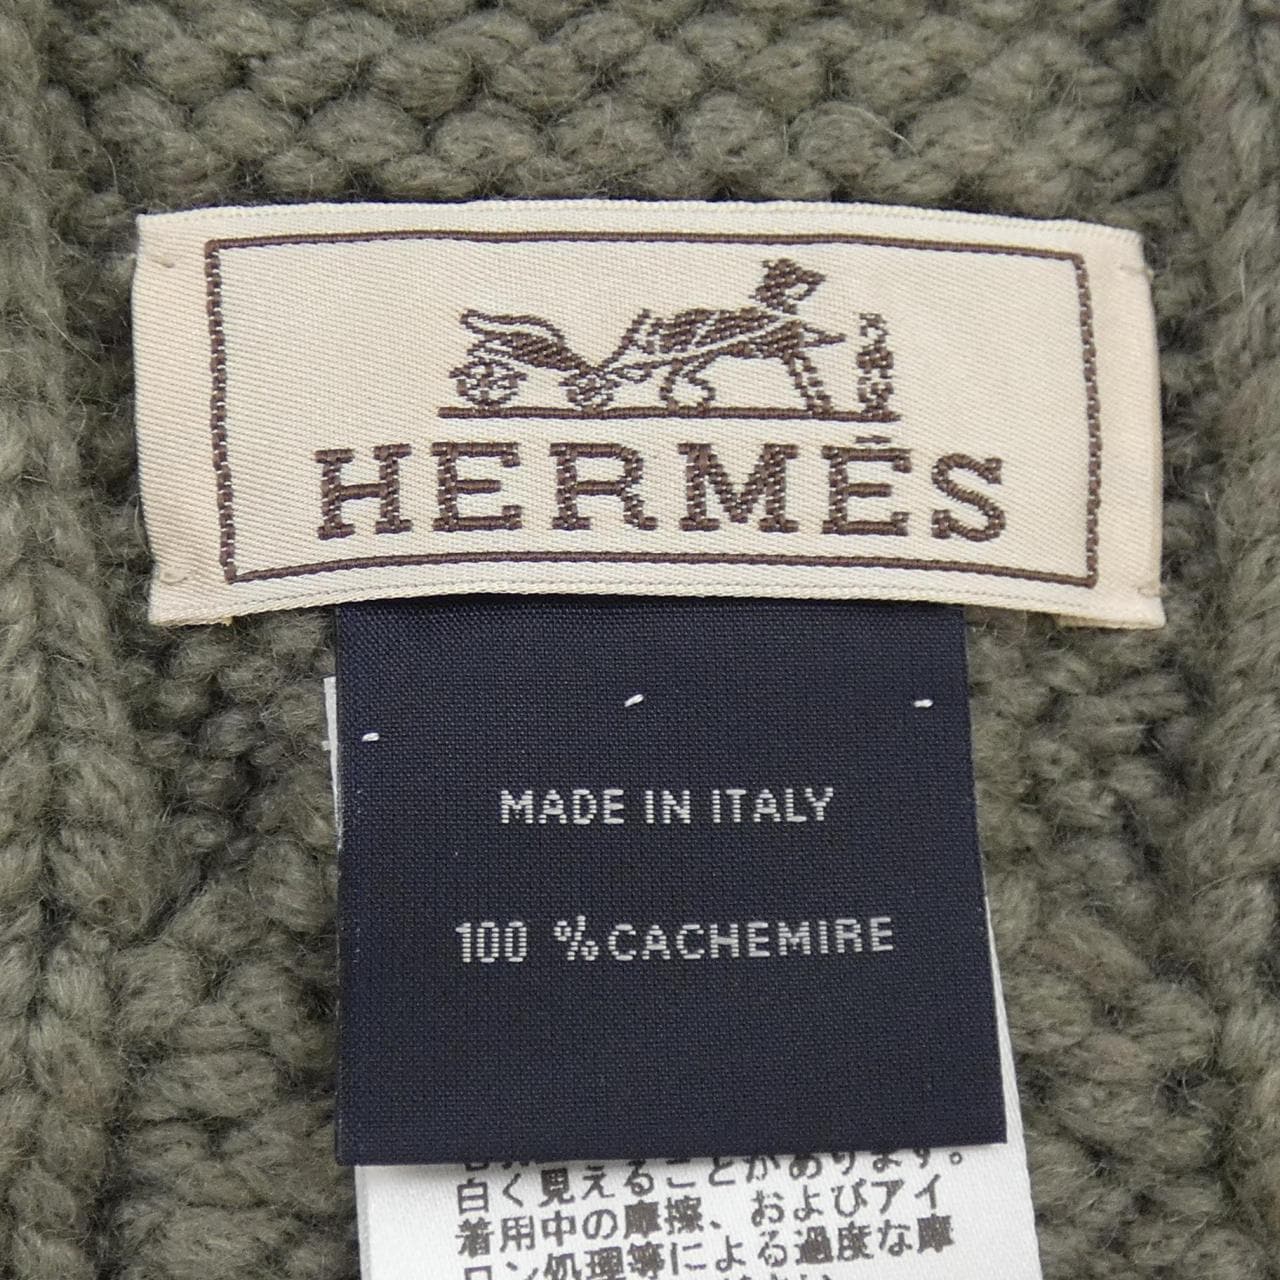 HERMÈS
MADE IN ITALY
100 %CACHEMIRE
白く見えることがあります。
着用中の摩擦、およびアイ
ロン処理等による過度な摩